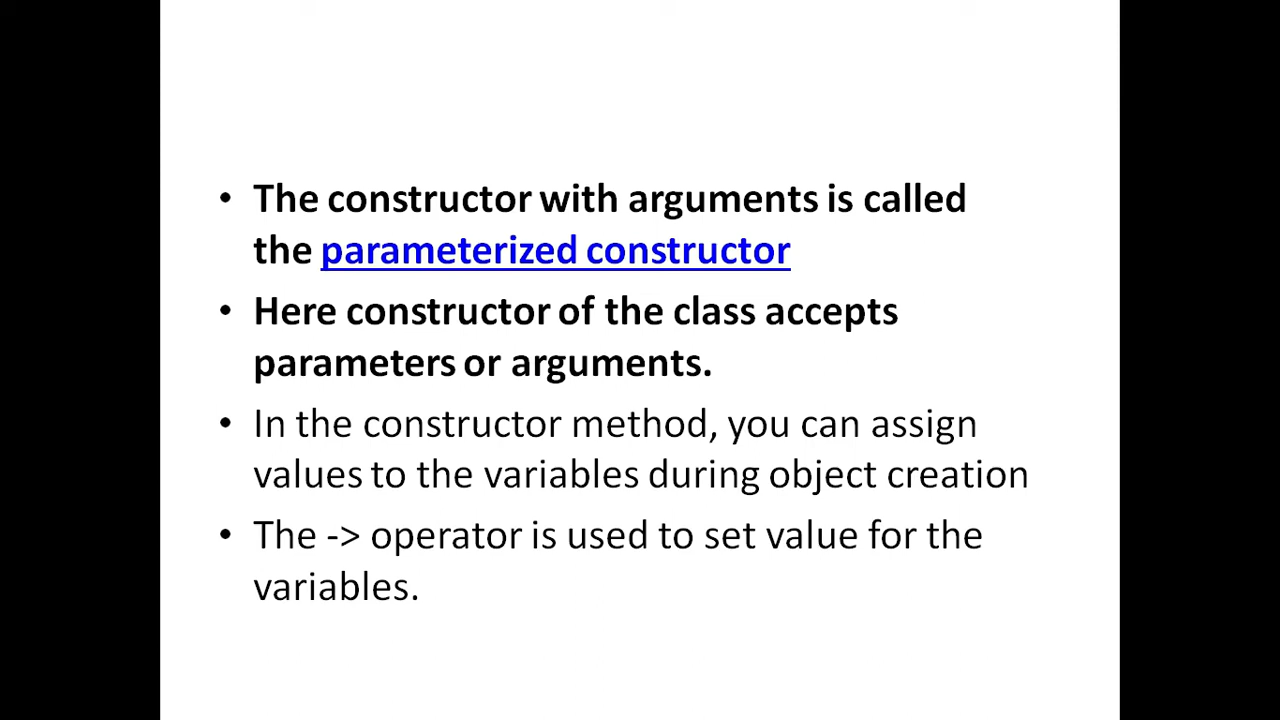 • The constructor with arguments is called
the parameterized constructor
• Here constructor of the class accepts
parameters or arguments.
• In the constructor method, you can assign
values to the variables during object creation
• The -> operator is used to set value for the
variables.